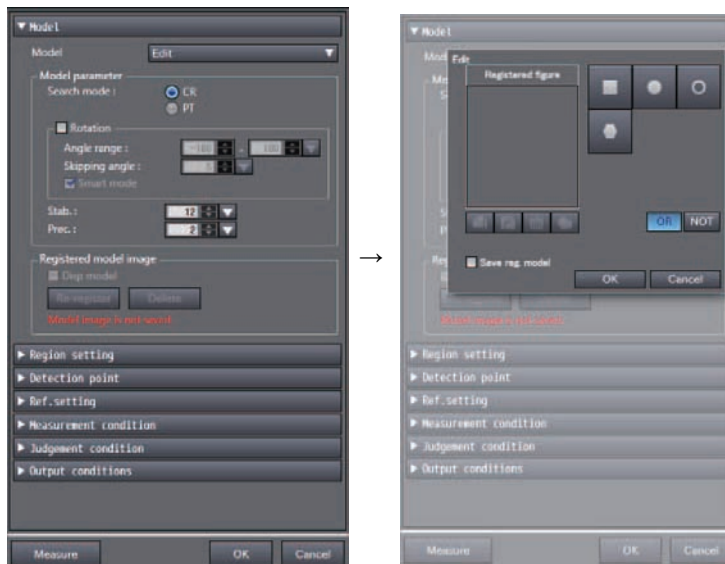 ▼ Model
Model Edit ▼
Model parameter
Search mode : CR
PT
Rotation
Angle range : -180 - 180
Skipping angle : 5
Smart mode
Stab. : 12
Prec. : 2
Registered model image
Disp model
Re-register Delete
Model image is not saved.
▶ Region setting
▶ Detection point
▶ Ref.setting
▶ Measurement condition
▶ Judgement condition
▶ Output conditions
Measure OK Cancel
→
▼ Model
Edit
Registered figure
OR NOT
Save reg. model
OK Cancel
▶ Region setting
▶ Detection point
▶ Ref.setting
▶ Measurement condition
▶ Judgement condition
▶ Output conditions
Measure OK Cancel